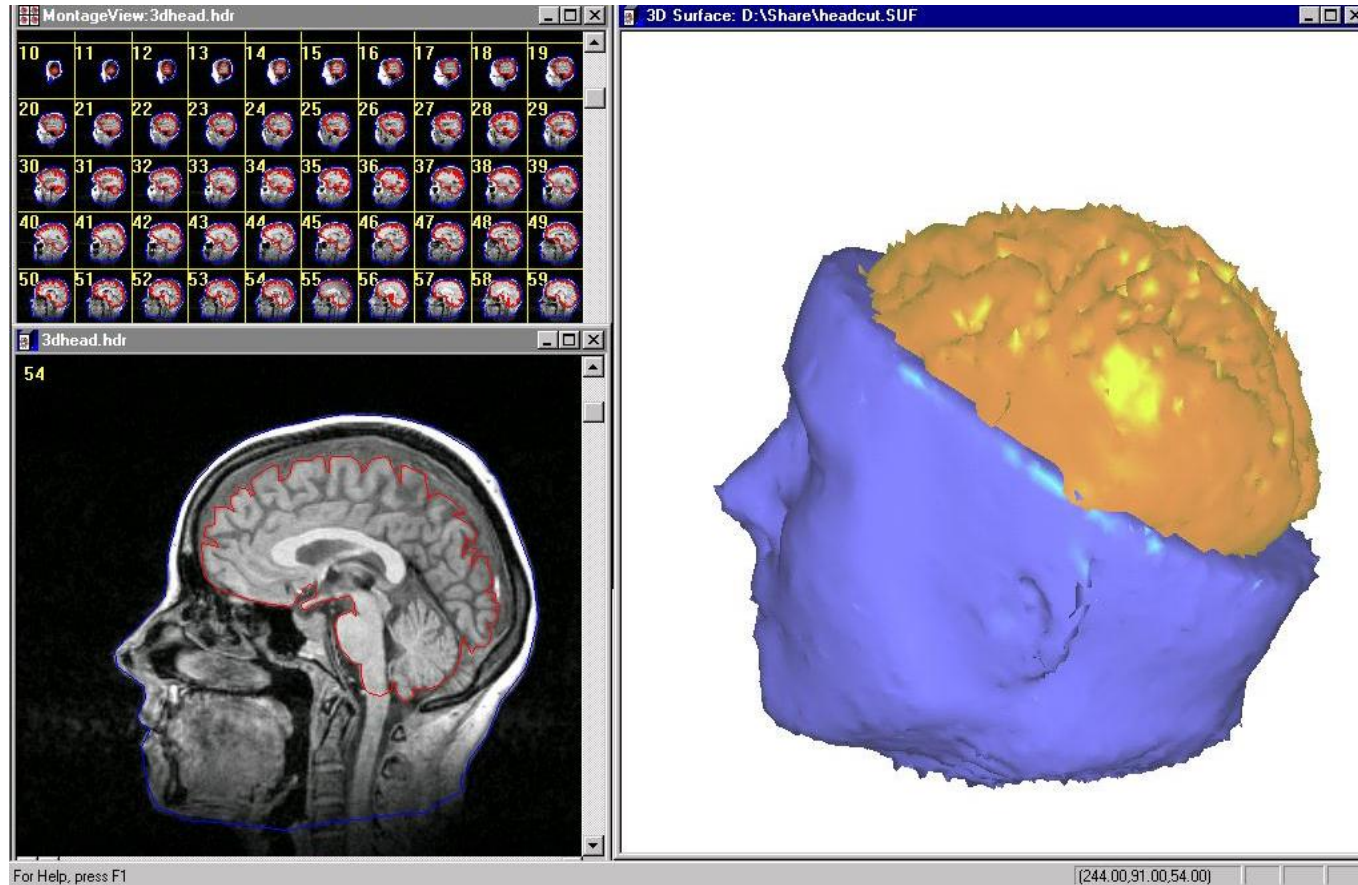 MontageView:3dhead.hdr
10 11 12 13 14 15 16 17 18 19
20 21 22 23 24 25 26 27 28 29
30 31 32 33 34 35 36 37 38 39
40 41 42 43 44 45 46 47 48 49
50 51 52 53 54 55 56 57 58 59
3dhead.hdr
54
3D Surface: D:\Share\headcut.SUF
For Help, press F1
(244.00,91.00,54.00)